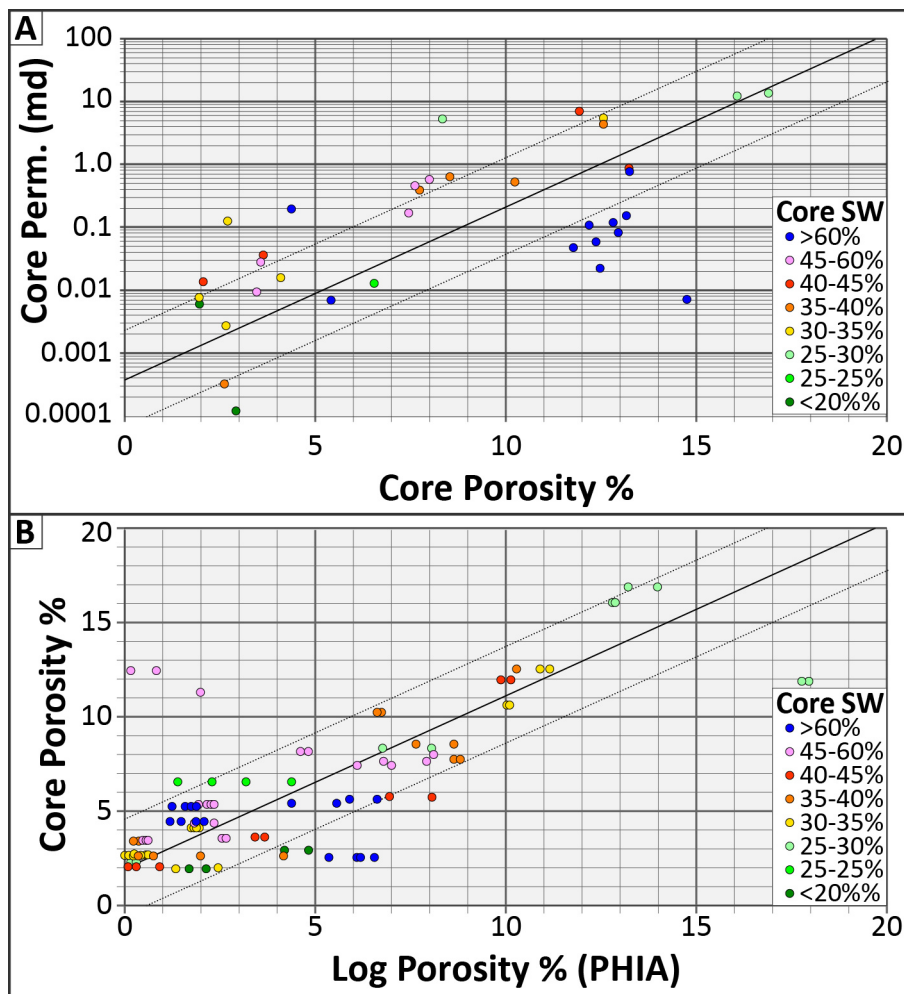 A
Core Perm. (md)
100
10
1.0
0.1
0.01
0.001
0.0001
0 5 10 15 20
Core Porosity %
Core SW
>60%
45-60%
40-45%
35-40%
30-35%
25-30%
25-25%
<20%%
B
Core Porosity %
20
15
10
5
0
0 5 10 15 20
Log Porosity % (PHIA)
Core SW
>60%
45-60%
40-45%
35-40%
30-35%
25-30%
25-25%
<20%%